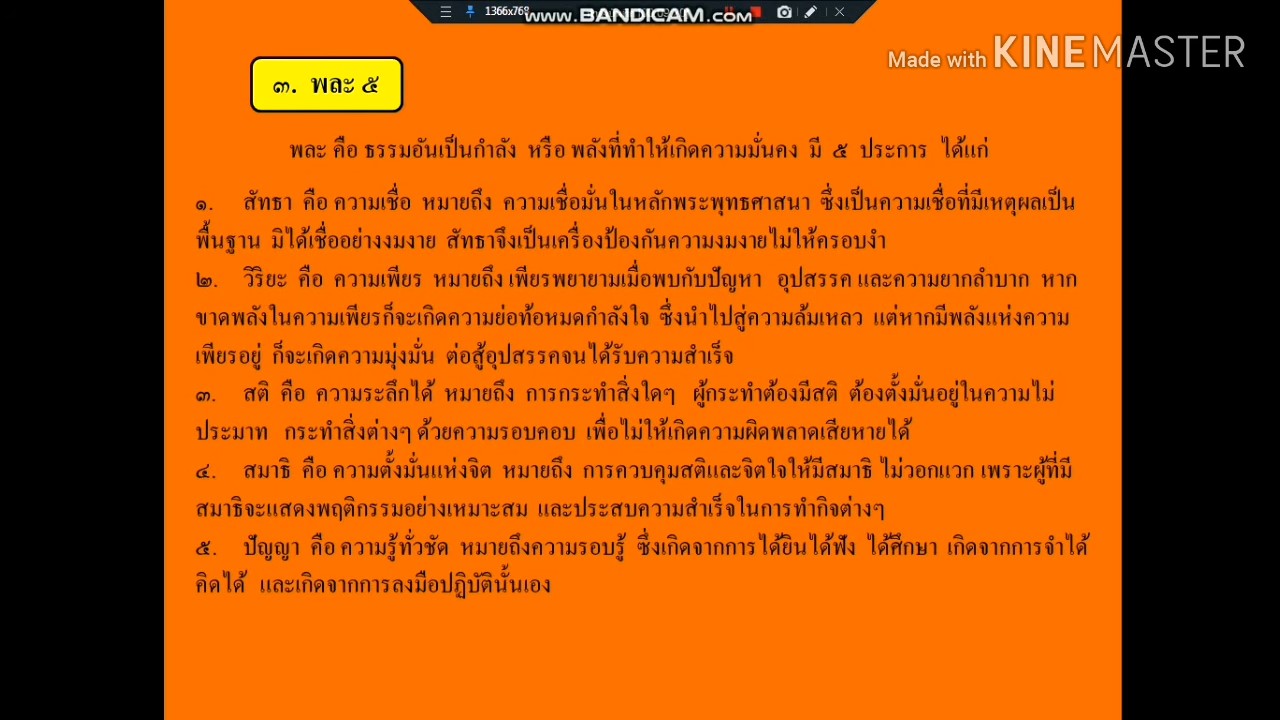 1366x768
www.BANDICAM.com
Made with KINEMASTER
๓. พละ ๕
พละ คือ ธรรมอันเป็นกำลัง หรือ พลังที่ทำให้เกิดความมั่นคง มี ๕ ประการ ได้แก่
๑. สัทธา คือ ความเชื่อ หมายถึง ความเชื่อมั่นในหลักพระพุทธศาสนา ซึ่งเป็นความเชื่อที่มีเหตุผลเป็น
พื้นฐาน มิได้เชื่ออย่างงมงาย สัทธาจึงเป็นเครื่องป้องกันความงมงายไม่ให้ครอบงำ
๒. วิริยะ คือ ความเพียร หมายถึง เพียรพยายามเมื่อพบกับปัญหา อุปสรรค และความยากลำบาก หาก
ขาดพลังในความเพียรก็จะเกิดความย่อท้อหมดกำลังใจ ซึ่งนำไปสู่ความล้มเหลว แต่หากมีพลังแห่งความ
เพียรอยู่ ก็จะเกิดความมุ่งมั่น ต่อสู้อุปสรรคจนได้รับความสำเร็จ
๓. สติ คือ ความระลึกได้ หมายถึง การกระทำสิ่งใดๆ ผู้กระทำต้องมีสติ ต้องตั้งมั่นอยู่ในความไม่
ประมาท กระทำสิ่งต่างๆ ด้วยความรอบคอบ เพื่อไม่ให้เกิดความผิดพลาดเสียหายได้
๔. สมาธิ คือ ความตั้งมั่นแห่งจิต หมายถึง การควบคุมสติและจิตใจให้มีสมาธิ ไม่วอกแวก เพราะผู้ที่มี
สมาธิจะแสดงพฤติกรรมอย่างเหมาะสม และประสบความสำเร็จในการทำกิจต่างๆ
๕. ปัญญา คือ ความรู้ทั่วชัด หมายถึงความรอบรู้ ซึ่งเกิดจากการได้ยินได้ฟัง ได้ศึกษา เกิดจากการจำได้
คิดได้ และเกิดจากการลงมือปฏิบัตินั้นเอง